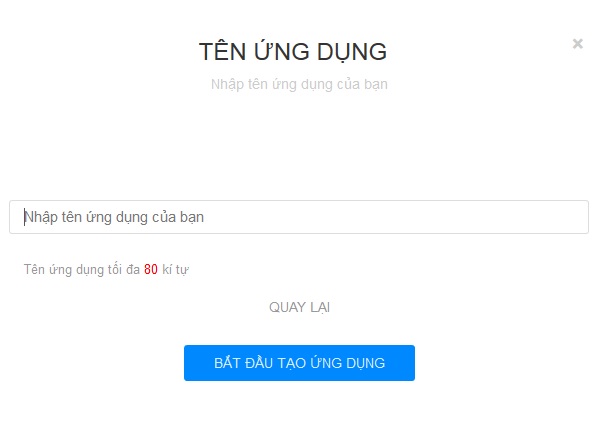 TÊN ỨNG DỤNG
Nhập tên ứng dụng của bạn
Nhập tên ứng dụng của bạn
Tên ứng dụng tối đa 80 kí tự
QUAY LẠI
BẮT ĐẦU TẠO ỨNG DỤNG